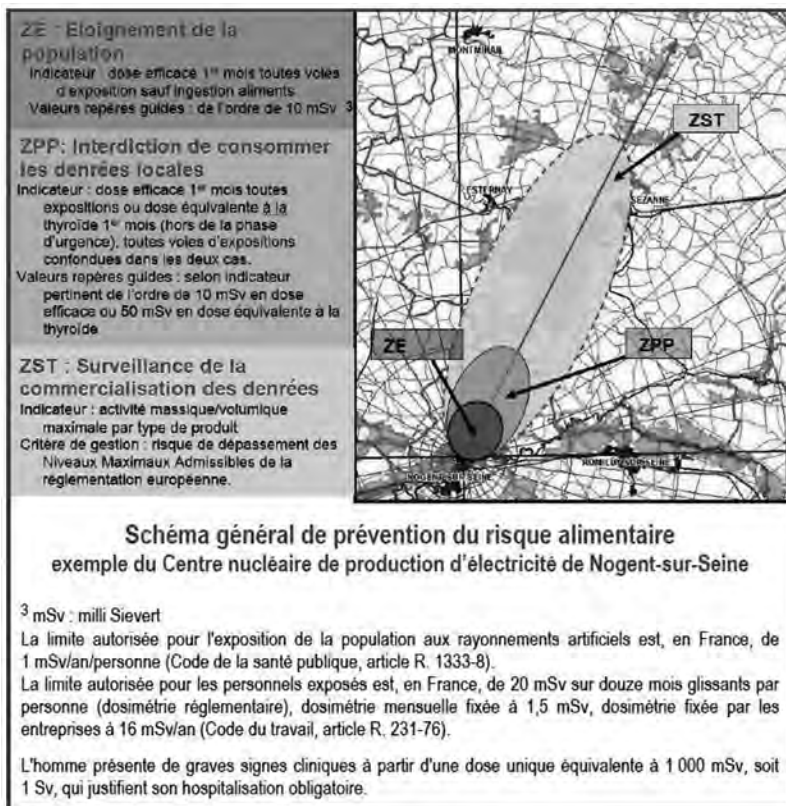 ZE : Eloignement de la
population
Indicateur : dose efficace 1er mois toutes voies
d'exposition sauf ingestion aliments
Valeurs repères guides : de l'ordre de 10 mSv 3
ZPP: Interdiction de consommer
les denrées locales
Indicateur : dose efficace 1er mois toutes
expositions ou dose équivalente à la
thyroïde 1er mois (hors de la phase
d'urgence), toutes voies d'expositions
confondues dans les deux cas.
Valeurs repères guides : selon indicateur
pertinent de l'ordre de 10 mSv en dose
efficace ou 50 mSv en dose équivalente à la
thyroïde
ZST : Surveillance de la
commercialisation des denrées
Indicateur : activité massique/volumique
maximale par type de produit
Critère de gestion : risque de dépassement des
Niveaux Maximaux Admissibles de la
réglementation européenne.
MONTMIRAIL
ZST
ESTERNAY
SEZANNE
ZE
ZPP
NOGENT-SUR-SEINE
ROMILLY-SUR-SEINE
Schéma général de prévention du risque alimentaire
exemple du Centre nucléaire de production d'électricité de Nogent-sur-Seine
3 mSv : milli Sievert
La limite autorisée pour l'exposition de la population aux rayonnements artificiels est, en France, de
1 mSv/an/personne (Code de la santé publique, article R. 1333-8).
La limite autorisée pour les personnels exposés est, en France, de 20 mSv sur douze mois glissants par
personne (dosimétrie réglementaire), dosimétrie mensuelle fixée à 1,5 mSv, dosimétrie fixée par les
entreprises à 16 mSv/an (Code du travail, article R. 231-76).
L'homme présente de graves signes cliniques à partir d'une dose unique équivalente à 1 000 mSv, soit
1 Sv, qui justifient son hospitalisation obligatoire.